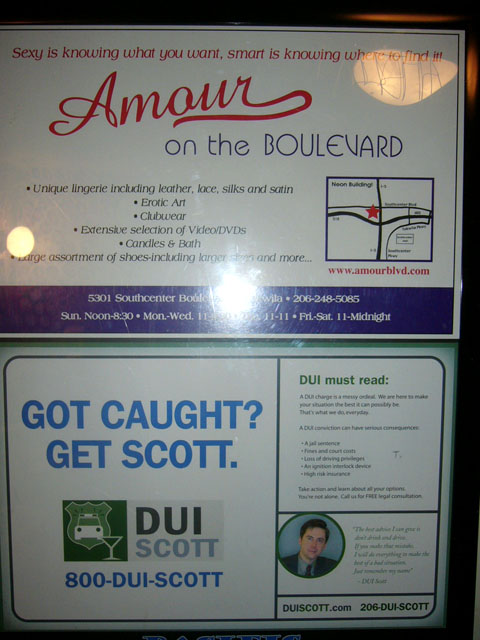 Sexy is knowing what you want, smart is knowing where to find it!
Amour
on the BOULEVARD
• Unique lingerie including leather, lace, silks and satin
• Erotic Art
• Clubwear
• Extensive selection of Video/DVDs
• Candles & Bath
• Large assortment of shoes-including larger and more...
Neon Building!
Southcenter Blvd
www.amourblvd.com
5301 Southcenter • 206-248-5085
Sun. Noon-8:30 • Mon.-Wed. 11-11 • Fri.-Sat. 11-Midnight
GOT CAUGHT?
GET SCOTT.
DUI
SCOTT
800-DUI-SCOTT
DUI must read:
A DUI charge is a messy ordeal. We are here to make
your situation the best it can possibly be.
That's what we do, everyday.
A DUI conviction can have serious consequences:
• A jail sentence
• Fines and court costs
• Loss of driving privileges
• An ignition interlock device
• High risk insurance
Take action and learn about all your options.
You're not alone. Call us for FREE legal consultation.
"The best advice I can give is
don't drink and drive.
If you make that mistake,
I will do everything to make the
best of a bad situation.
Just remember my name"
- DUI Scott
DUISCOTT.com 206-DUI-SCOTT
PACIFIC